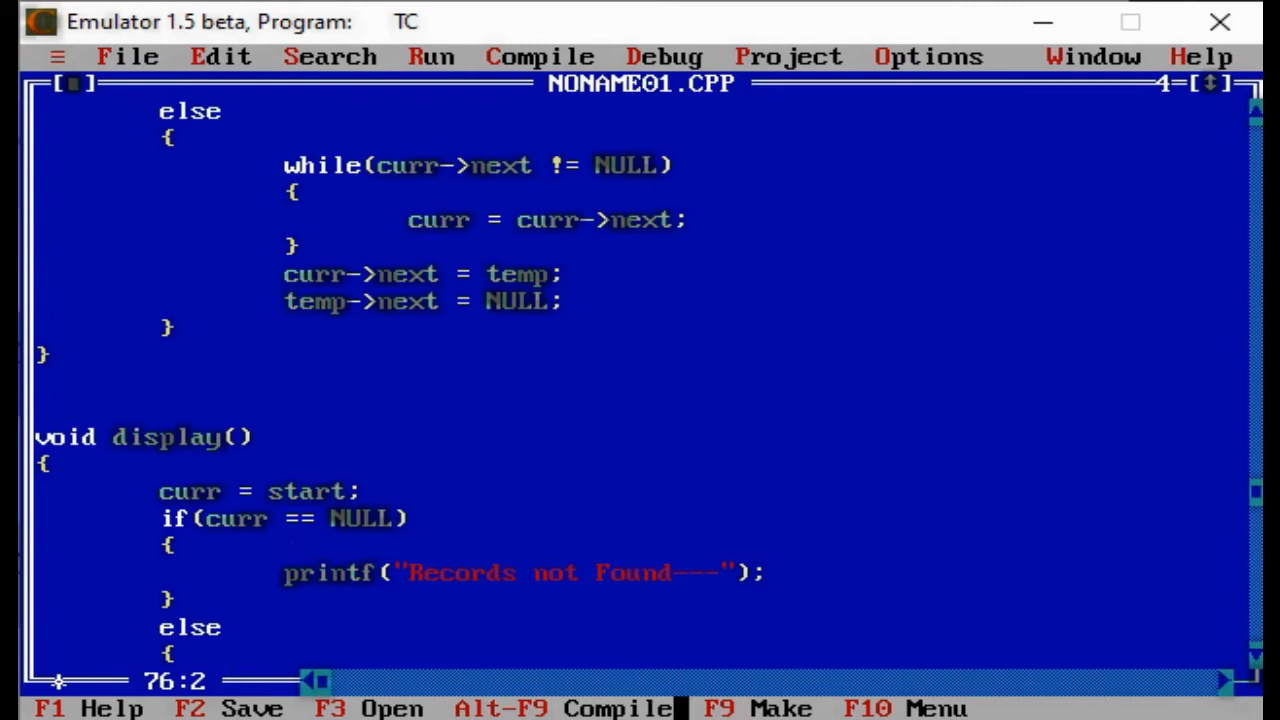 Emulator 1.5 beta, Program: TC
≡ File Edit Search Run Compile Debug Project Options Window Help
[■] NONAME01.CPP 4=[↕]
else
{
while(curr->next != NULL)
{
curr = curr->next;
}
curr->next = temp;
temp->next = NULL;
}
}
void display()
{
curr = start;
if(curr == NULL)
{
printf("Records not Found---");
}
else
{
76:2
F1 Help F2 Save F3 Open Alt-F9 Compile F9 Make F10 Menu